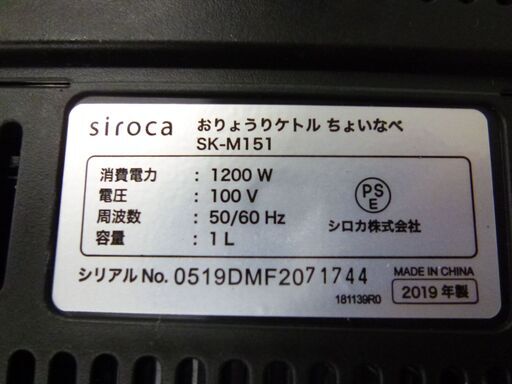 siroca おりょうりケトル ちょいなべ
SK-M151
消費電力 : 1200 W
電圧 : 100 V
周波数 : 50/60 Hz
容量 : 1 L
PS
E
シロカ株式会社
シリアルNo. 0519DMF2071744
181139R0
MADE IN CHINA
2019 年製